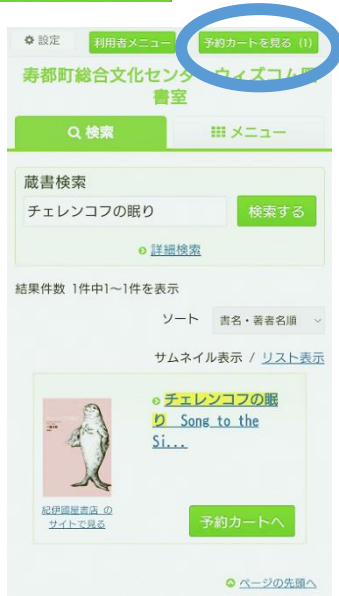 設定
利用者メニュー
予約カートを見る (1)
寿都町総合文化センターウィズコム図
書室
検索
メニュー
蔵書検索
チェレンコフの眠り
検索する
詳細検索
結果件数 1件中1～1件を表示
ソート 書名・著者名順
サムネイル表示 / リスト表示
チェレンコフの眠
り Song to the
Si...
紀伊國屋書店 の
サイトで見る
予約カートへ
ページの先頭へ